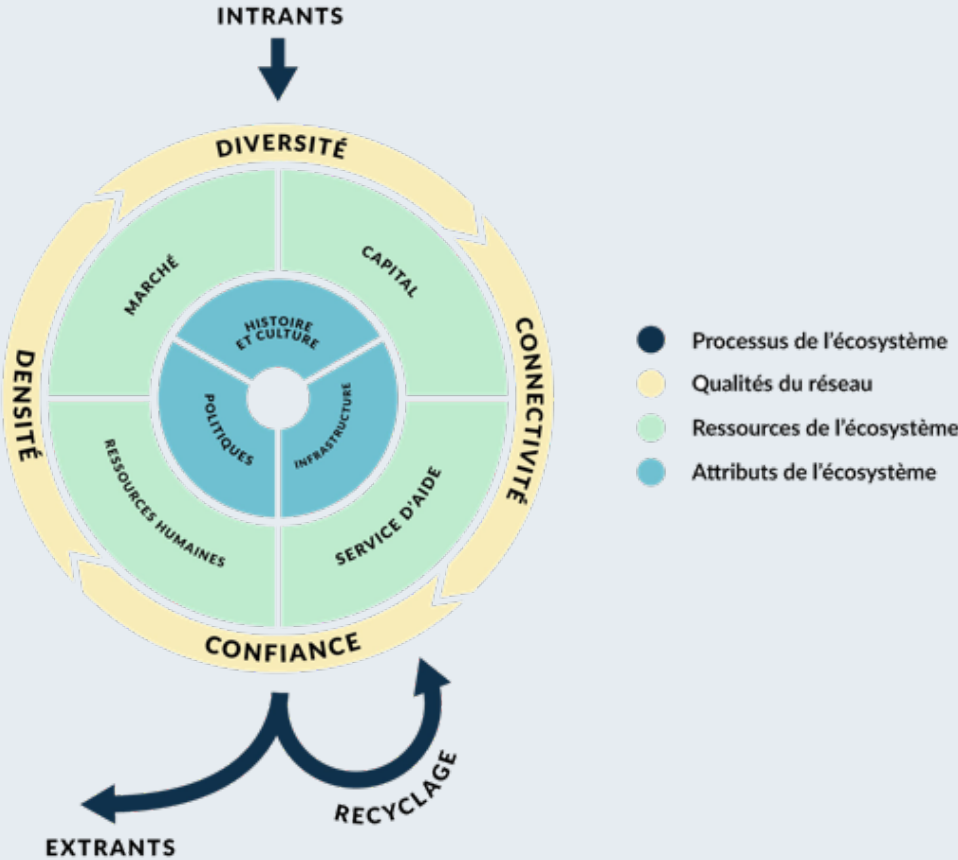 INTRANTS
DIVERSITÉ
MARCHÉ
CAPITAL
HISTOIRE
ET CULTURE
POLITIQUES
INFRASTRUCTURE
DENSITÉ
CONNECTIVITÉ
RESSOURCES HUMAINES
SERVICE D'AIDE
CONFIANCE
RECYCLAGE
EXTRANTS
Processus de l'écosystème
Qualités du réseau
Ressources de l'écosystème
Attributs de l'écosystème